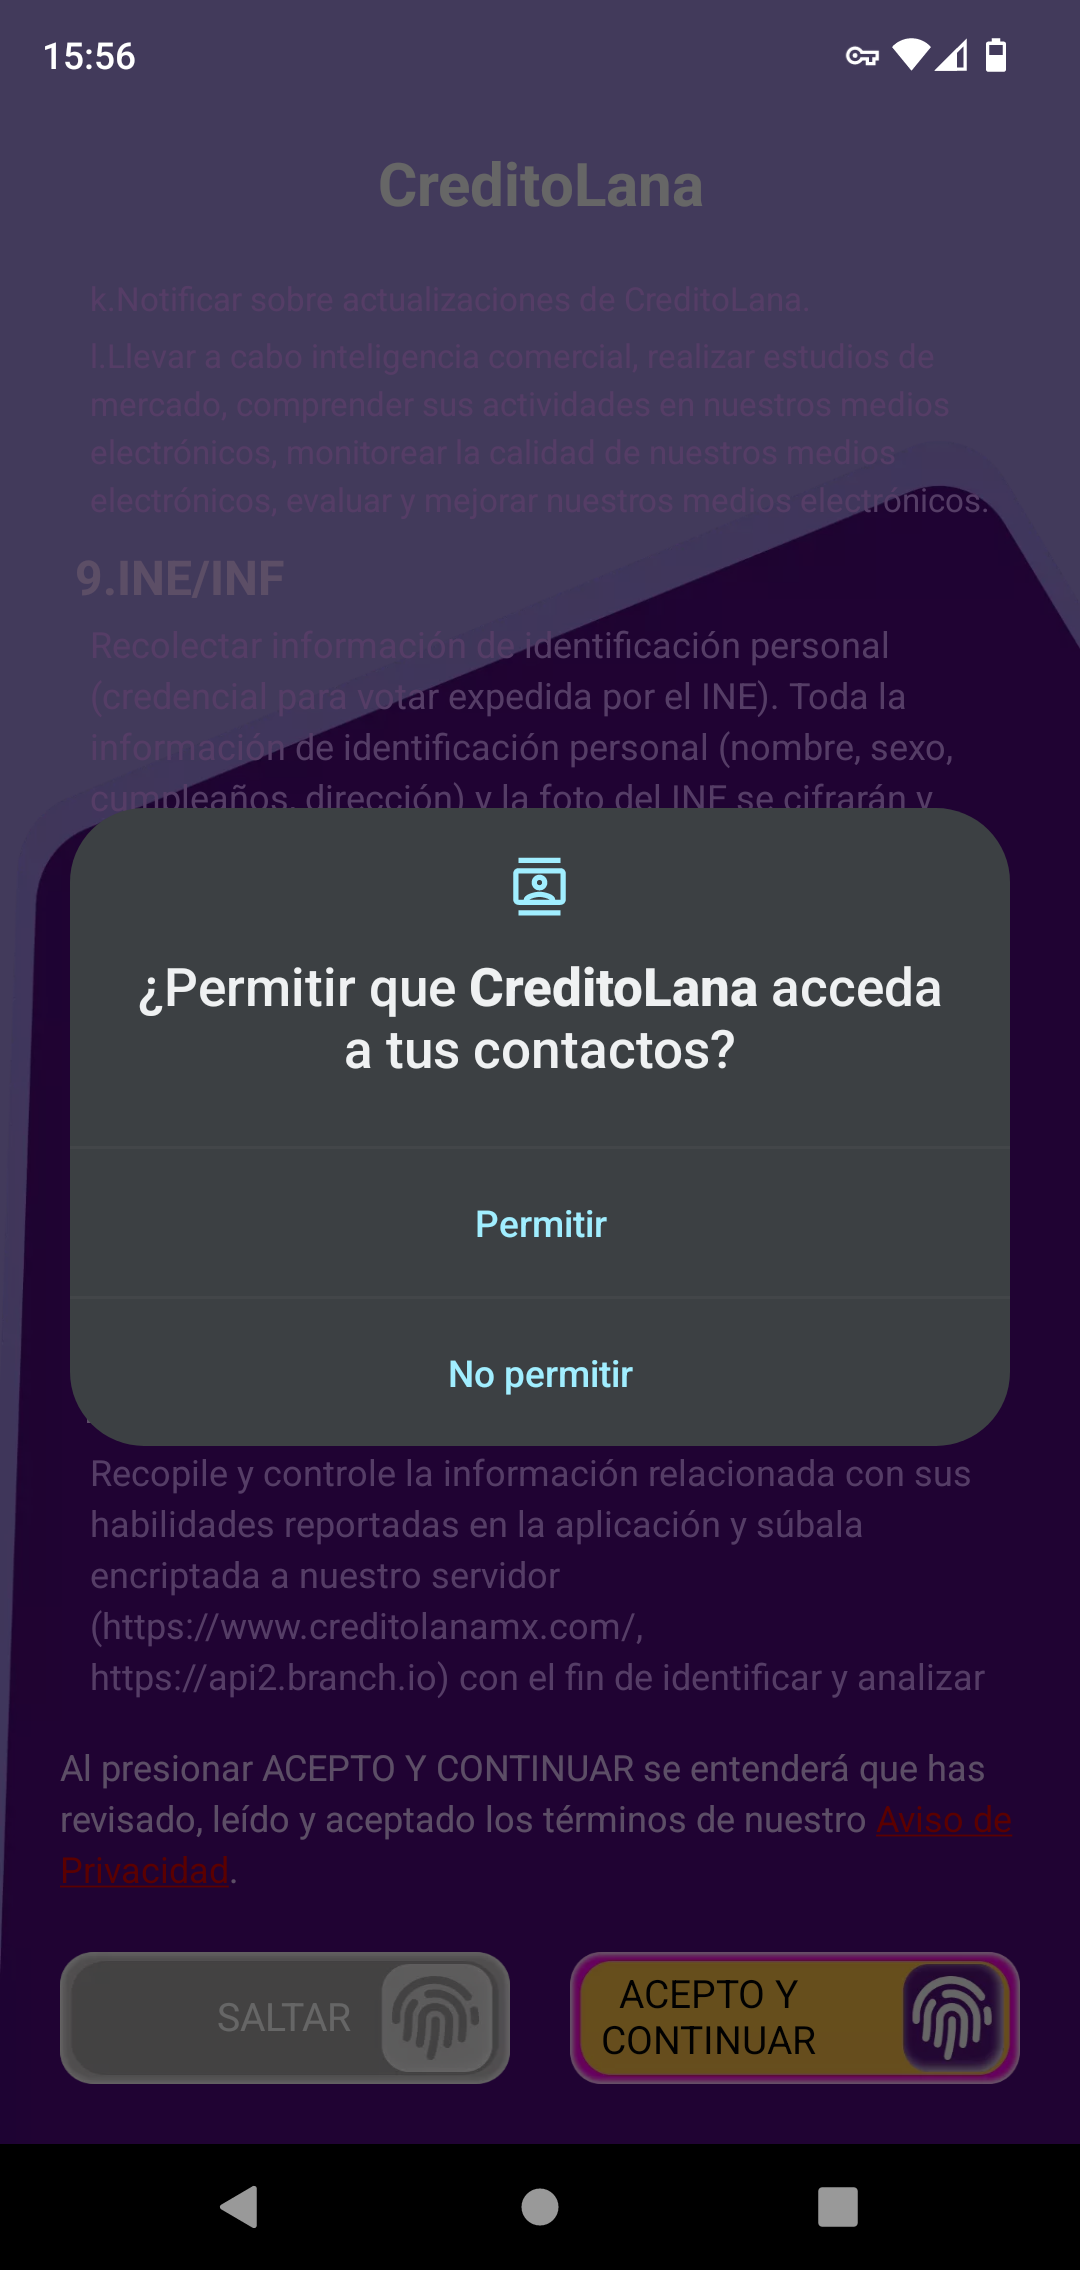 15:56
CreditoLana
k.Notificar sobre actualizaciones de CreditoLana.
l.Llevar a cabo inteligencia comercial, realizar estudios de
mercado, comprender sus actividades en nuestros medios
electrónicos, monitorear la calidad de nuestros medios
electrónicos, evaluar y mejorar nuestros medios electrónicos.
9.INE/INF
Recolectar información de identificación personal
(credencial para votar expedida por el INE). Toda la
información de identificación personal (nombre, sexo,
cumpleaños, dirección) y la foto del INE se cifrarán y
¿Permitir que CreditoLana acceda
a tus contactos?
Permitir
No permitir
Recopile y controle la información relacionada con sus
habilidades reportadas en la aplicación y súbala
encriptada a nuestro servidor
(https://www.creditolanamx.com/,
https://api2.branch.io) con el fin de identificar y analizar
Al presionar ACEPTO Y CONTINUAR se entenderá que has
revisado, leído y aceptado los términos de nuestro Aviso de
Privacidad.
SALTAR
ACEPTO Y
CONTINUAR